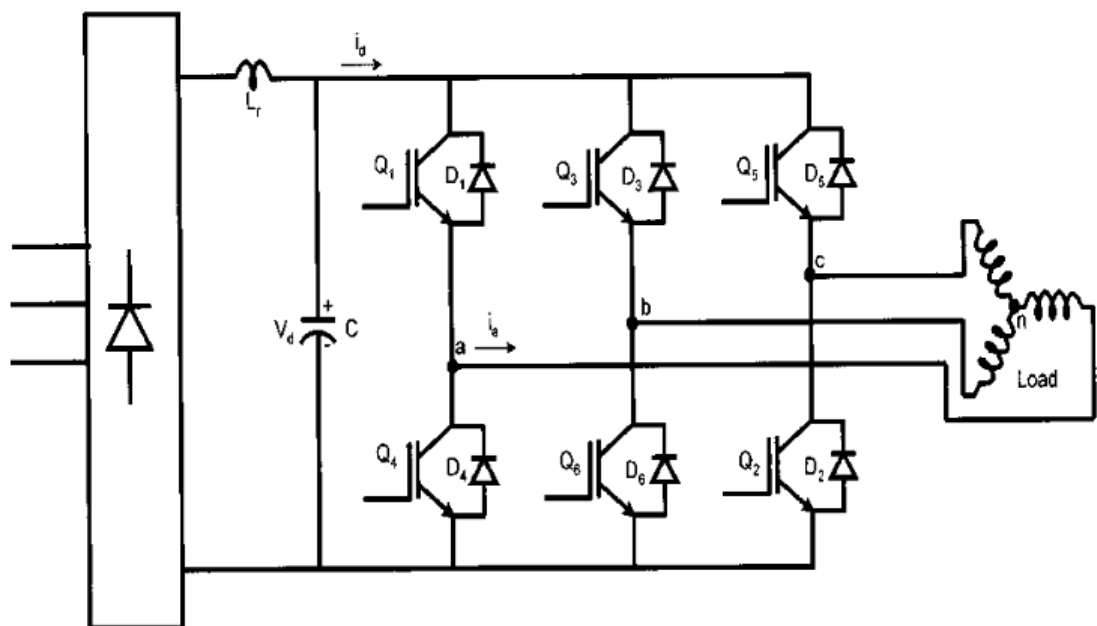 i_d
L_r
Q_1
D_1
Q_3
D_3
Q_5
D_5
c
+
V_d
C
-
a
i_a
b
n
Load
Q_4
D_4
Q_6
D_6
Q_2
D_2